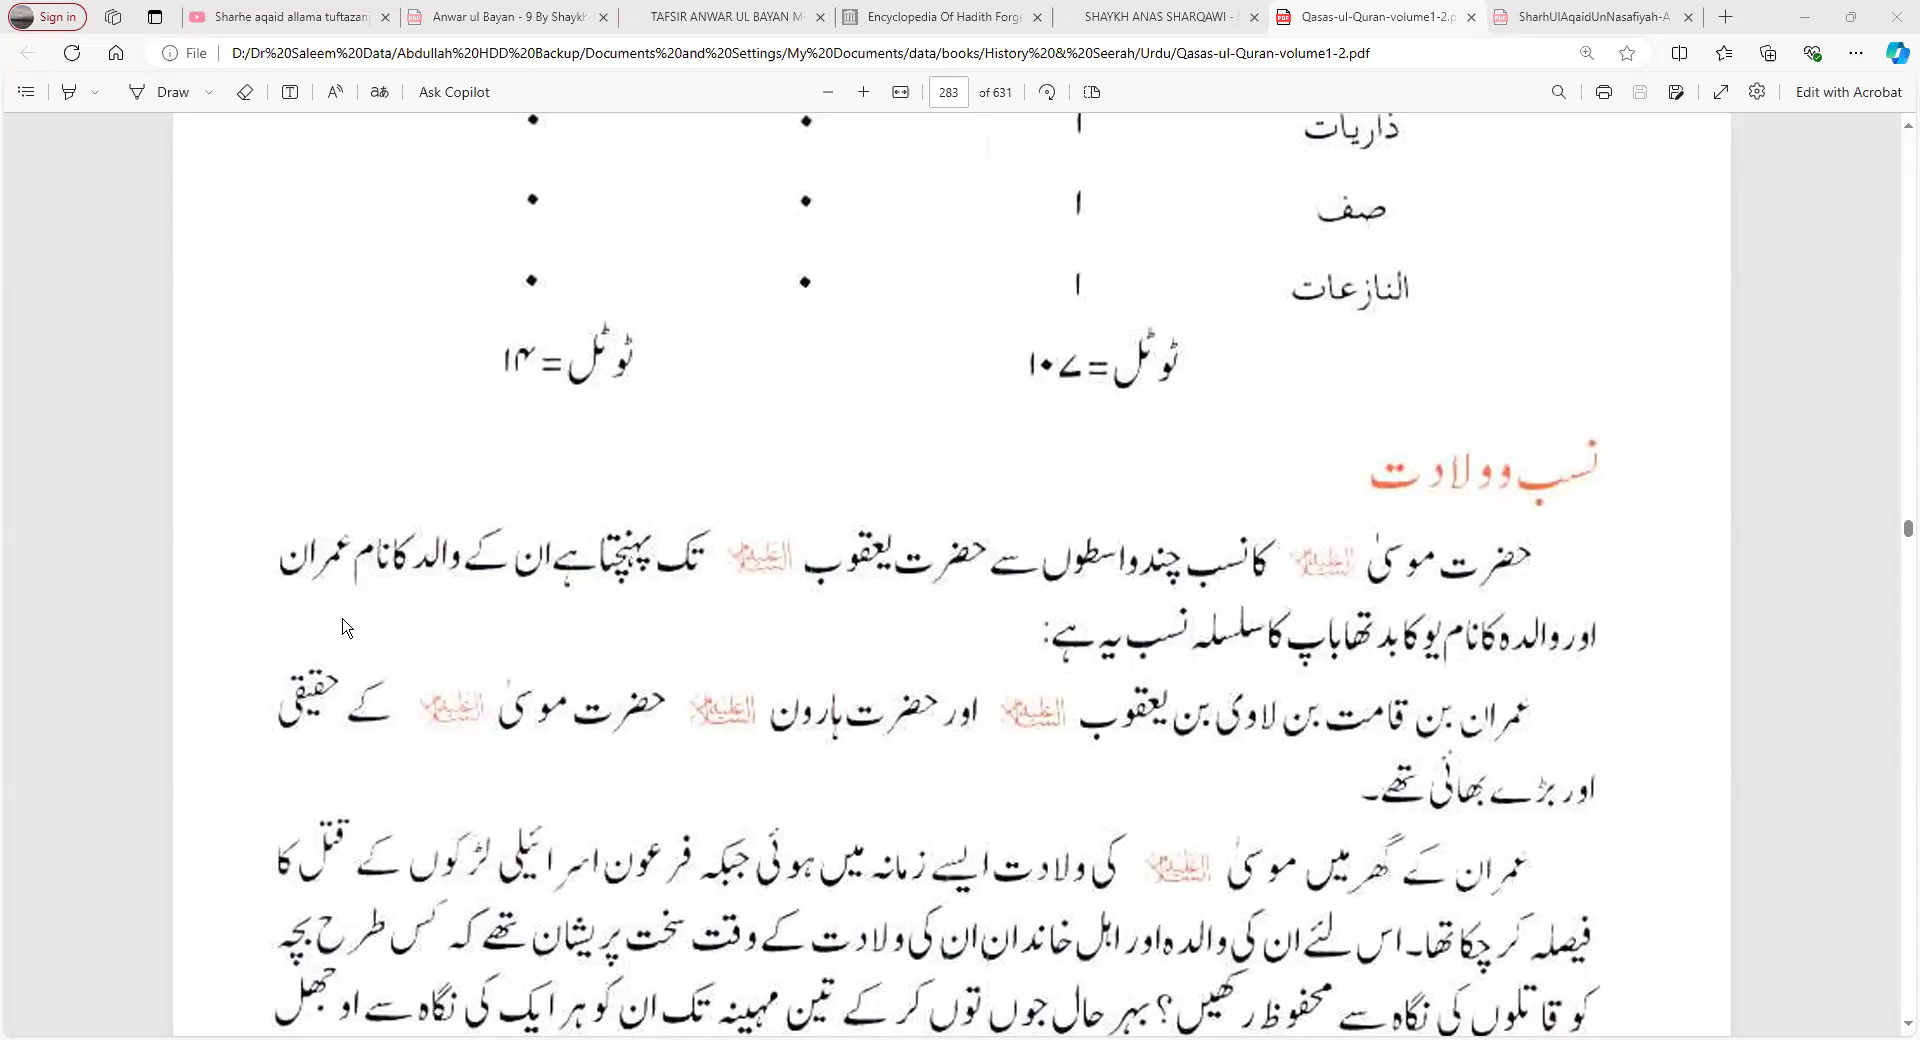 Sign in
Sharhe aqaid allama tuftazan
Anwar ul Bayan - 9 By Shaykh
TAFSIR ANWAR UL BAYAN M
Encyclopedia Of Hadith Forge
SHAYKH ANAS SHARQAWI -
Qasas-ul-Quran-volume1-2.p
SharhUlAqaidUnNasafiyah-A
File
D:/Dr%20Saleem%20Data/Abdullah%20HDD%20Backup/Documents%20and%20Settings/My%20Documents/data/books/History%20&%20Seerah/Urdu/Qasas-ul-Quran-volume1-2.pdf
Draw
Ask Copilot
283 of 631
Edit with Acrobat
ذاریات ۱ • •
صف ۱ • •
النازعات ۱ • •
ٹوٹل = ۱۰۷ ٹوٹل = ۱۴
نسب و ولادت
حضرت موسیٰ علیہ السلام کا نسب چند واسطوں سے حضرت یعقوب علیہ السلام تک پہنچتا ہے ان کے والد کا نام عمران
اور والدہ کا نام یوکابد تھا باپ کا سلسلہ نسب یہ ہے:
عمران بن قامت بن لاوی بن یعقوب علیہ السلام اور حضرت ہارون علیہ السلام حضرت موسیٰ علیہ السلام کے حقیقی
اور بڑے بھائی تھے۔
عمران کے گھر میں موسیٰ علیہ السلام کی ولادت ایسے زمانہ میں ہوئی جبکہ فرعون اسرائیلی لڑکوں کے قتل کا
فیصلہ کر چکا تھا۔ اس لئے ان کی والدہ اور اہل خاندان ان کی ولادت کے وقت سخت پریشان تھے کہ کس طرح بچہ
کو قاتلوں کی نگاہ سے محفوظ رکھیں؟ بہر حال جوں توں کر کے تین مہینہ تک ان کو ہر ایک کی نگاہ سے اوجھل